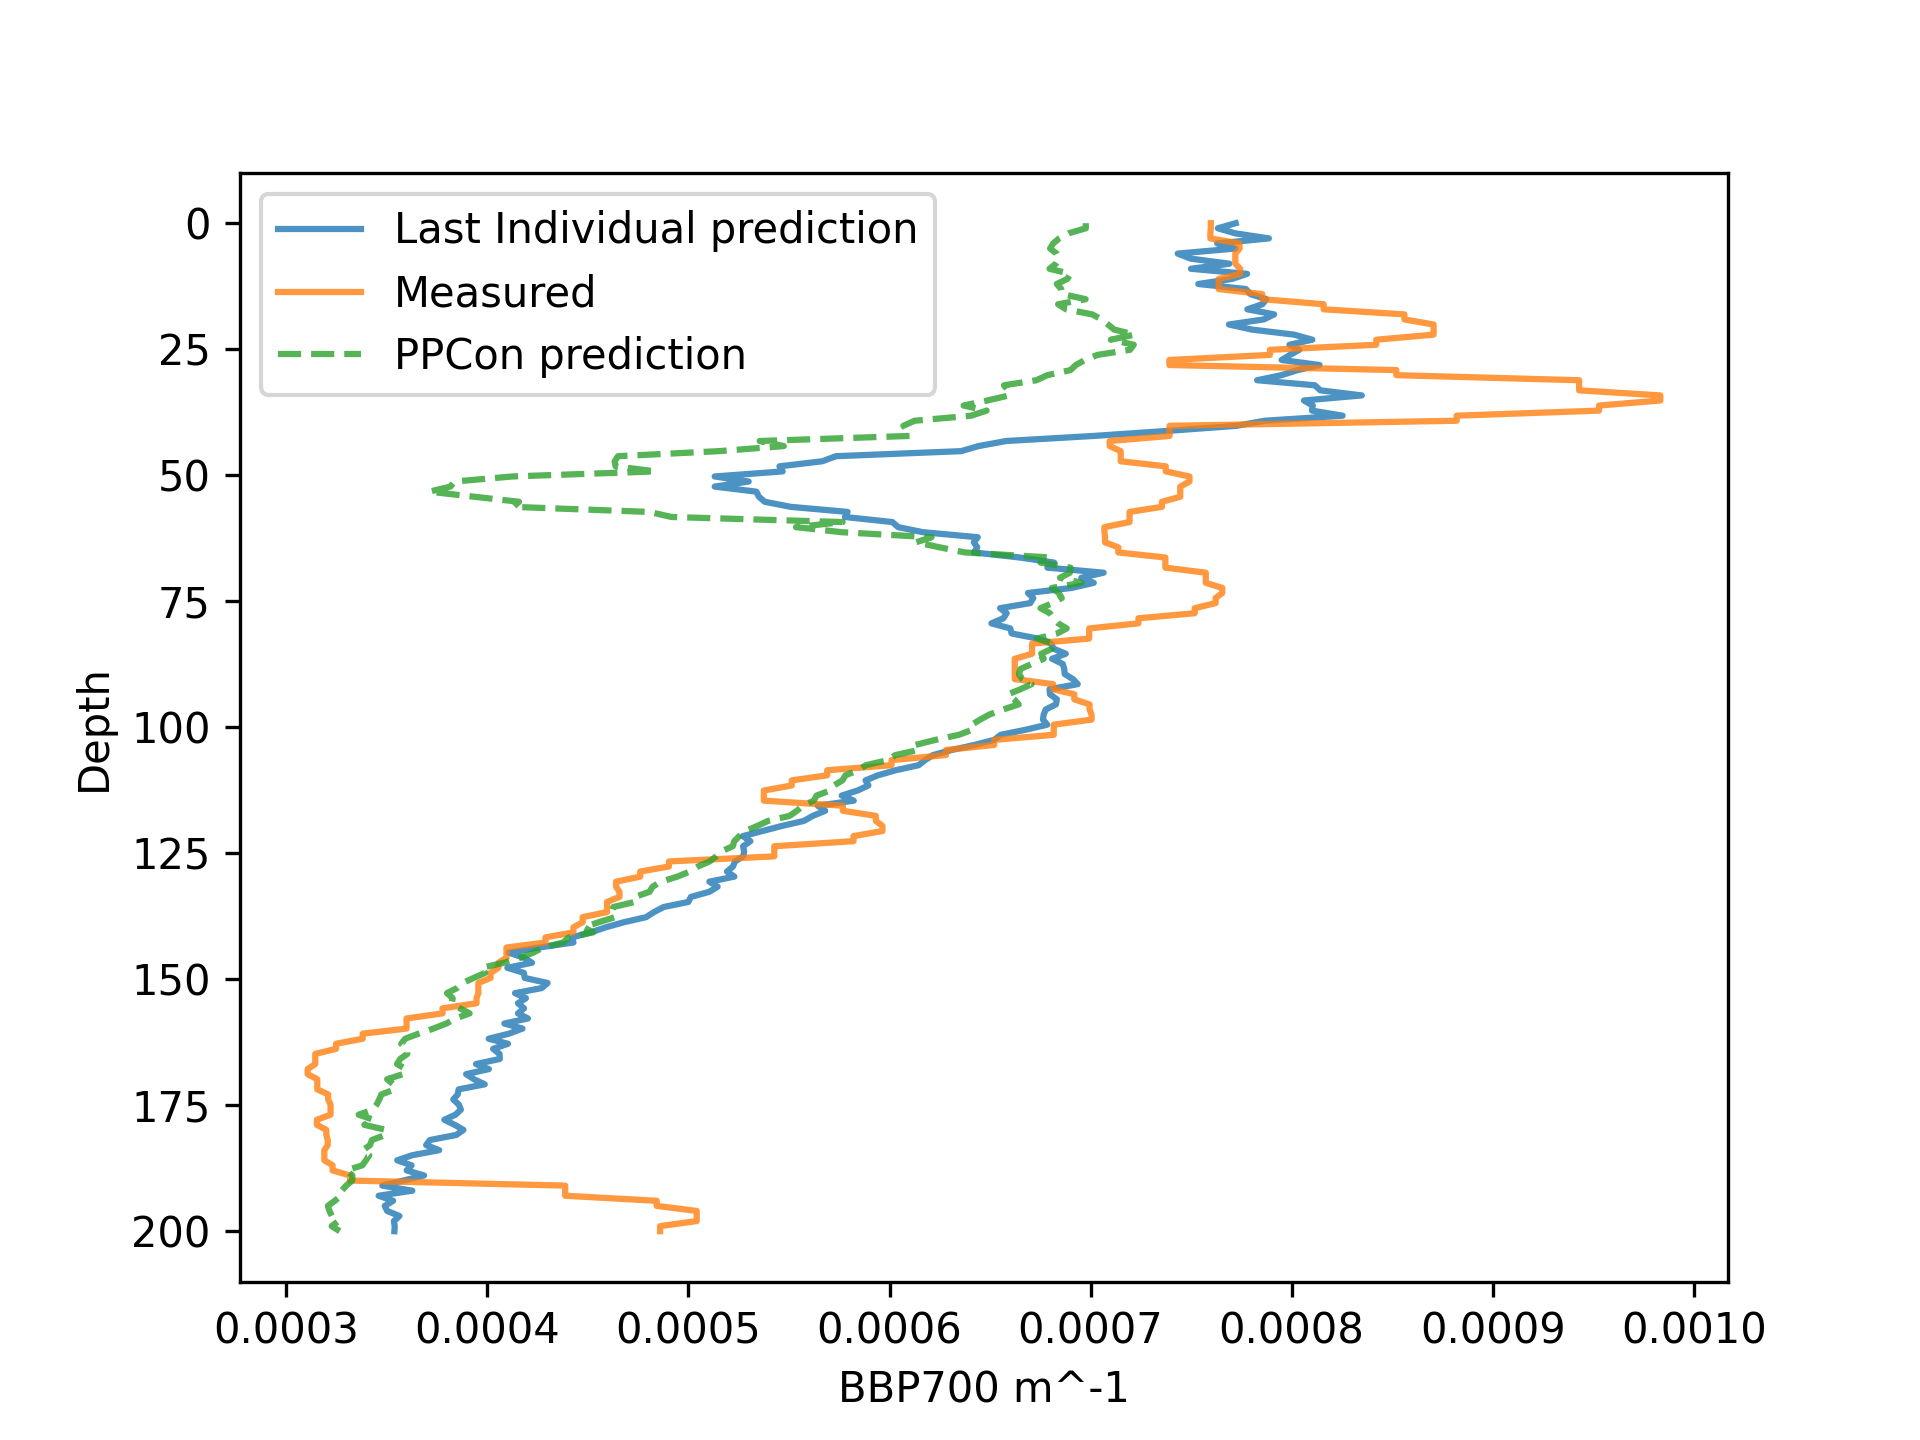 Last Individual prediction
Measured
PPCon prediction
0
25
50
75
100
125
150
175
200
Depth
0.0003 0.0004 0.0005 0.0006 0.0007 0.0008 0.0009 0.0010
BBP700 m^-1